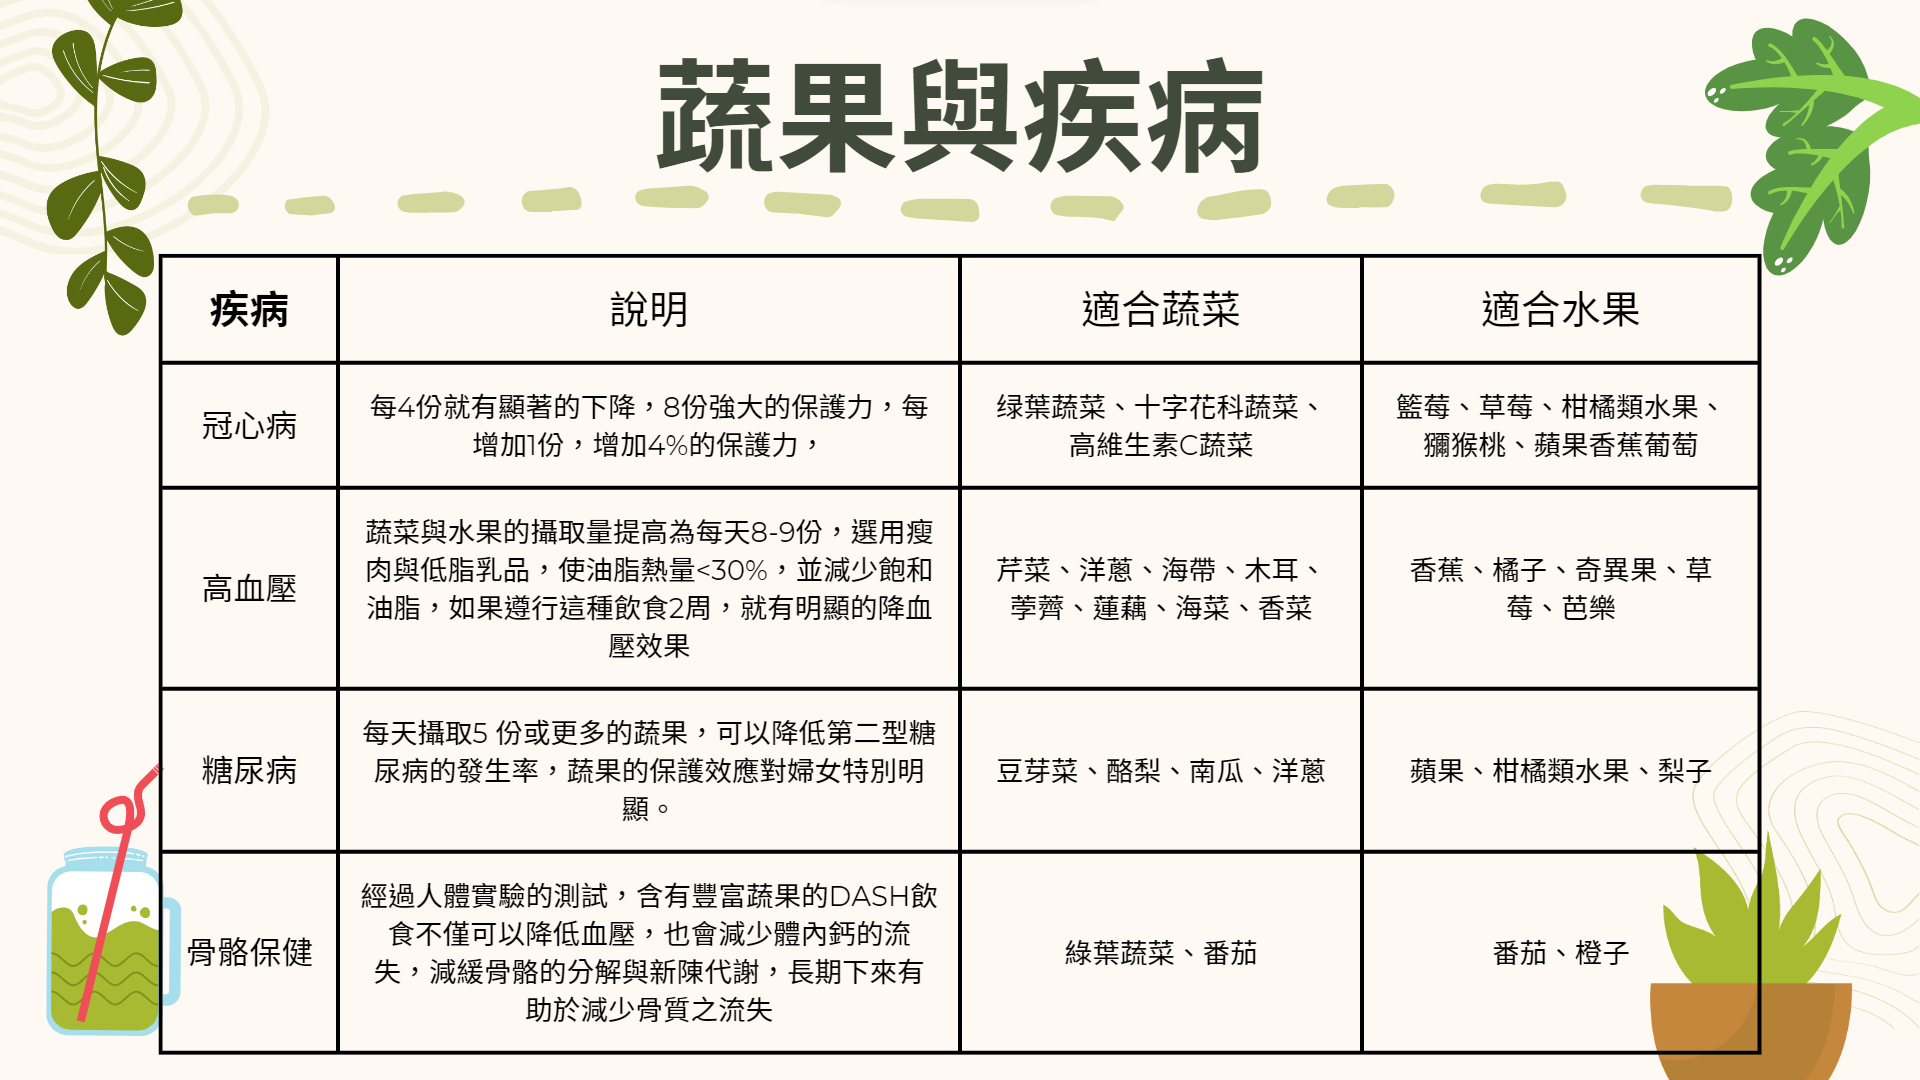 蔬果與疾病
疾病
說明
適合蔬菜
適合水果
冠心病
每4份就有顯著的下降，8份強大的保護力，每
增加1份，增加4%的保護力，
绿葉蔬菜、十字花科蔬菜、
高維生素C蔬菜
籃莓、草莓、柑橘類水果、
獼猴桃、蘋果香蕉葡萄
高血壓
蔬菜與水果的攝取量提高為每天8-9份，選用瘦
肉與低脂乳品，使油脂熱量<30%，並減少飽和
油脂，如果遵行這種飲食2周，就有明顯的降血
壓效果
芹菜、洋蔥、海帶、木耳、
荸薺、蓮藕、海菜、香菜
香蕉、橘子、奇異果、草
莓、芭樂
糖尿病
每天攝取5 份或更多的蔬果，可以降低第二型糖
尿病的發生率，蔬果的保護效應對婦女特別明
顯。
豆芽菜、酪梨、南瓜、洋蔥
蘋果、柑橘類水果、梨子
骨骼保健
經過人體實驗的測試，含有豐富蔬果的DASH飲
食不僅可以降低血壓，也會減少體內鈣的流
失，減緩骨骼的分解與新陳代謝，長期下來有
助於減少骨質之流失
綠葉蔬菜、番茄
番茄、橙子